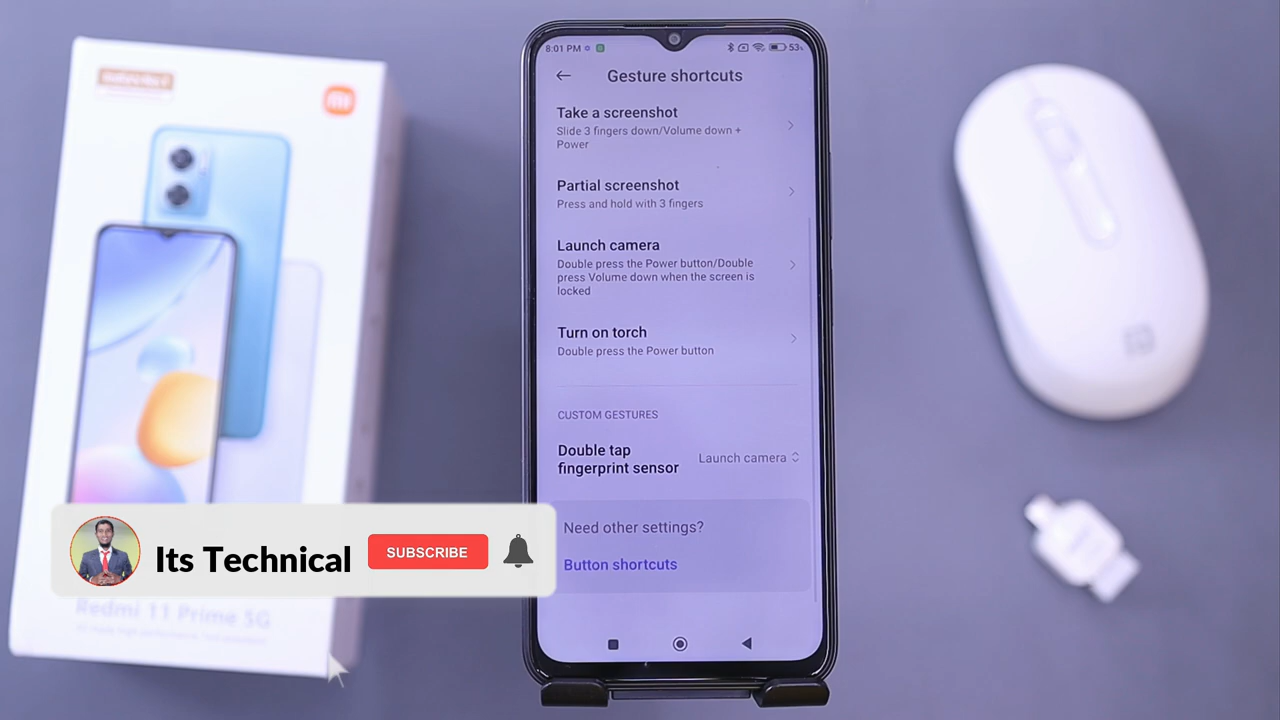 8:01 PM
53%
Gesture shortcuts
Take a screenshot
Slide 3 fingers down/Volume down +
Power
Partial screenshot
Press and hold with 3 fingers
Launch camera
Double press the Power button/Double
press Volume down when the screen is
locked
Turn on torch
Double press the Power button
CUSTOM GESTURES
Double tap
fingerprint sensor
Launch camera
Need other settings?
Button shortcuts
Its Technical
SUBSCRIBE
Redmi 11 Prime 5G